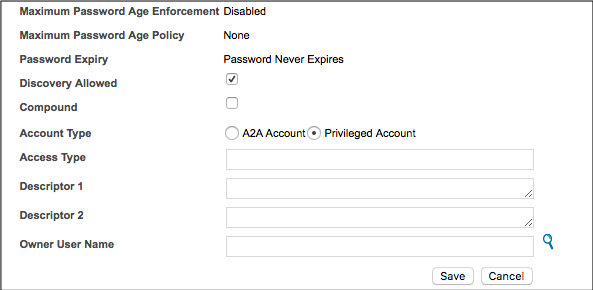 Maximum Password Age Enforcement Disabled
Maximum Password Age Policy None
Password Expiry Password Never Expires
Discovery Allowed
Compound
Account Type A2A Account Privileged Account
Access Type
Descriptor 1
Descriptor 2
Owner User Name
Save Cancel